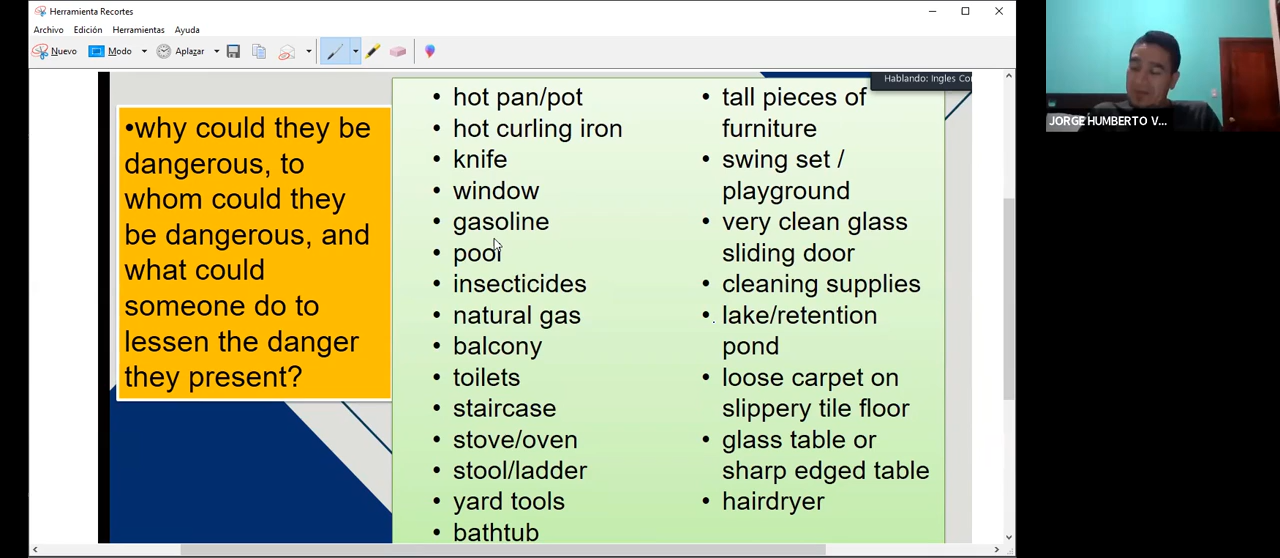 Herramienta Recortes
Archivo Edición Herramientas Ayuda
Nuevo Modo Aplazar
Hablando: Ingles Co
•why could they be
dangerous, to
whom could they
be dangerous, and
what could
someone do to
lessen the danger
they present?
• hot pan/pot
• hot curling iron
• knife
• window
• gasoline
• pool
• insecticides
• natural gas
• balcony
• toilets
• staircase
• stove/oven
• stool/ladder
• yard tools
• bathtub
• tall pieces of
furniture
• swing set /
playground
• very clean glass
sliding door
• cleaning supplies
• lake/retention
pond
• loose carpet on
slippery tile floor
• glass table or
sharp edged table
• hairdryer
JORGE HUMBERTO V...